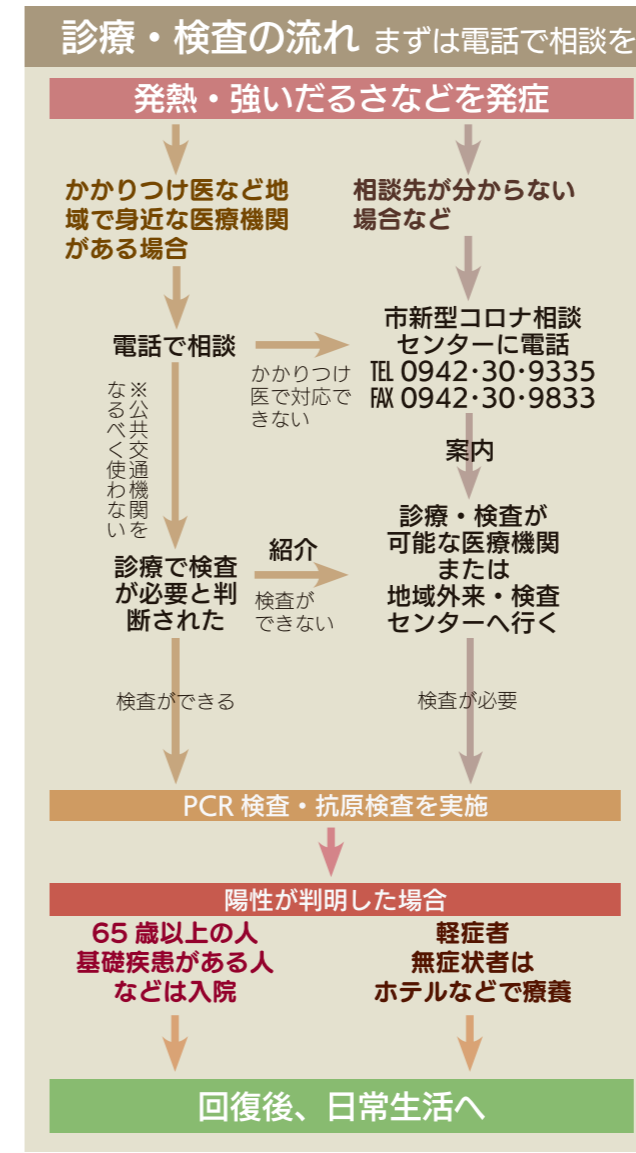 診療・検査の流れ まずは電話で相談を
発熱・強いだるさなどを発症
かかりつけ医など地
域で身近な医療機関
がある場合
相談先が分からない
場合など
電話で相談
かかりつけ
医で対応で
きない
市新型コロナ相談
センターに電話
TEL 0942・30・9335
FAX 0942・30・9833
※公共交通機関を
なるべく使わない
案内
診療で検査
が必要と判
断された
紹介
検査が
できない
診療・検査が
可能な医療機関
または
地域外来・検査
センターへ行く
検査ができる
検査が必要
PCR 検査・抗原検査を実施
陽性が判明した場合
65 歳以上の人
基礎疾患がある人
などは入院
軽症者
無症状者は
ホテルなどで療養
回復後、日常生活へ